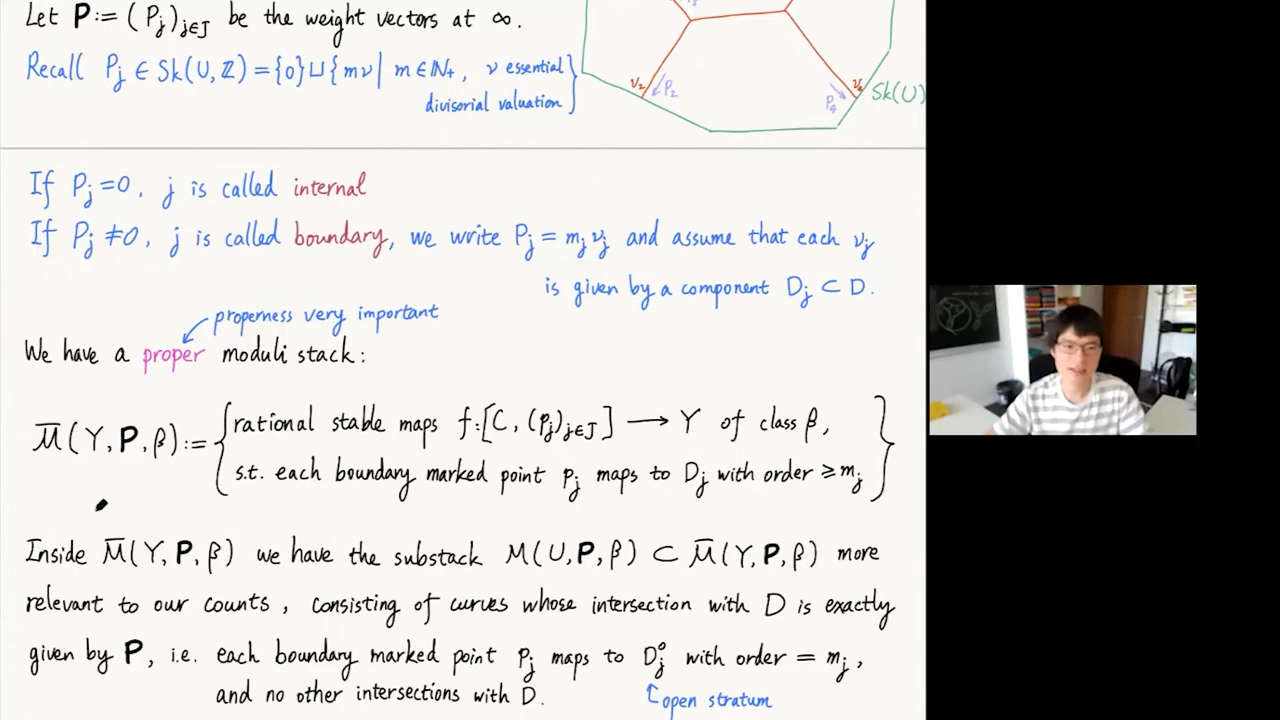 Let P := (P_j)_{j∈J} be the weight vectors at ∞.
Recall P_j ∈ Sk(U, ℤ) = {0} ⊔ { mν | m ∈ ℕ₊, ν essential
divisorial valuation }
v₂
P₂
P₄
Sk(U)
If P_j = 0, j is called internal
If P_j ≠ 0, j is called boundary, we write P_j = m_j ν_j and assume that each ν_j
is given by a component D_j ⊂ D.
properness very important
We have a proper moduli stack:
M̄(Y, P, β) := { rational stable maps f: [C, (p_j)_{j∈J}] ⟶ Y of class β,
s.t. each boundary marked point p_j maps to D_j with order ≥ m_j }
Inside M̄(Y, P, β) we have the substack M(U, P, β) ⊂ M̄(Y, P, β) more
relevant to our counts, consisting of curves whose intersection with D is exactly
given by P, i.e. each boundary marked point p_j maps to D_j° with order = m_j,
and no other intersections with D.
open stratum